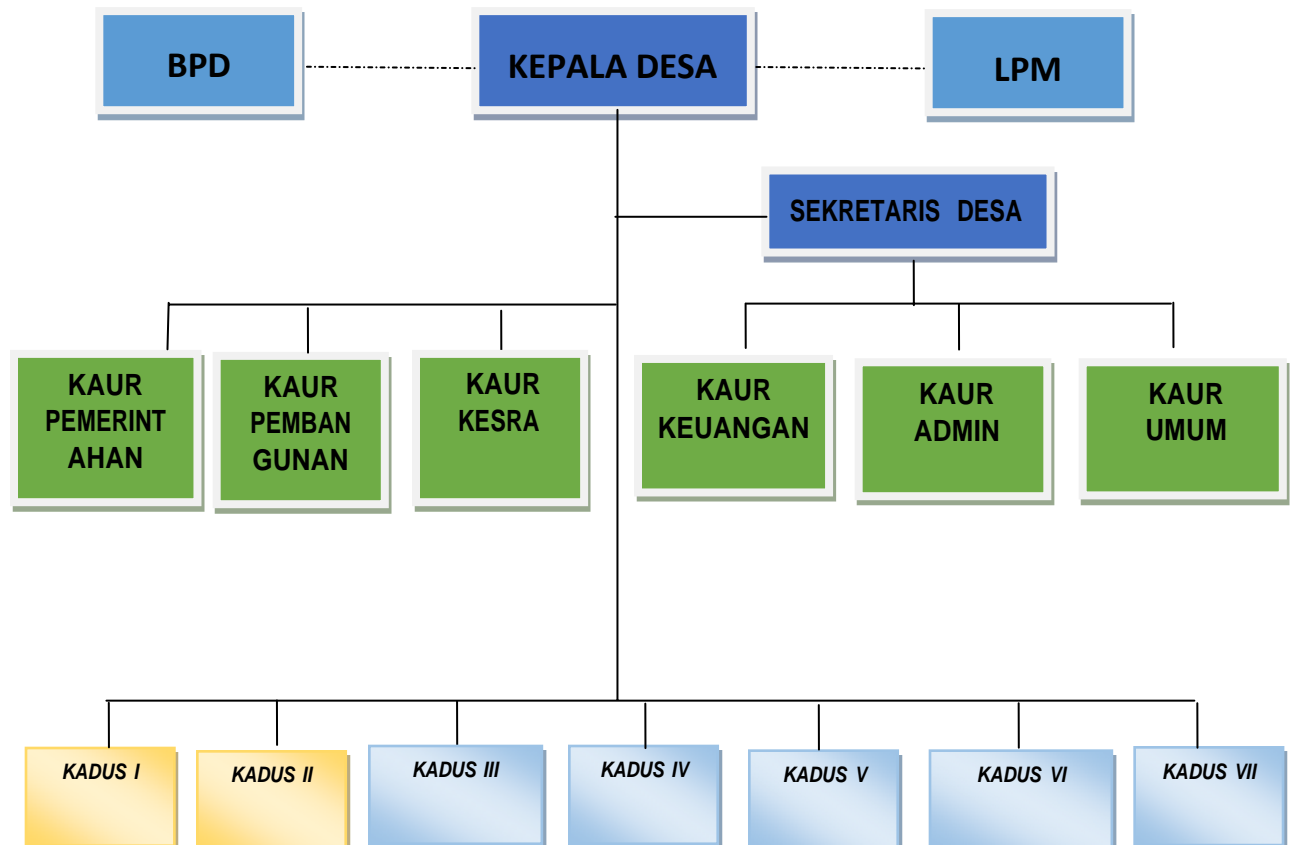 BPD
KEPALA DESA
LPM
SEKRETARIS DESA
KAUR
PEMERINT
AHAN
KAUR
PEMBAN
GUNAN
KAUR
KESRA
KAUR
KEUANGAN
KAUR
ADMIN
KAUR
UMUM
KADUS I
KADUS II
KADUS III
KADUS IV
KADUS V
KADUS VI
KADUS VII